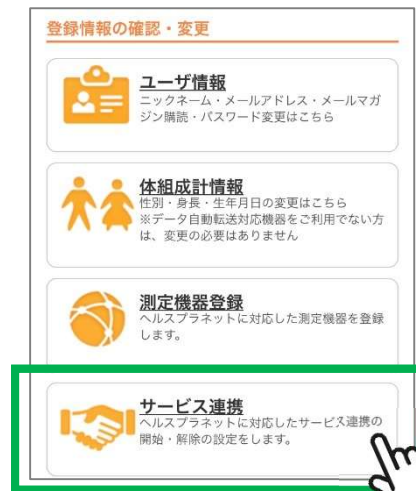 登録情報の確認・変更
ユーザ情報
ニックネーム・メールアドレス・メールマガ
ジン購読・パスワード変更はこちら
体組成計情報
性別・身長・生年月日の変更はこちら
※データ自動転送対応機器をご利用でない方
は、変更の必要はありません
測定機器登録
ヘルスプラネットに対応した測定機器を登録
します。
サービス連携
ヘルスプラネットに対応したサービス連携の
開始・解除の設定をします。